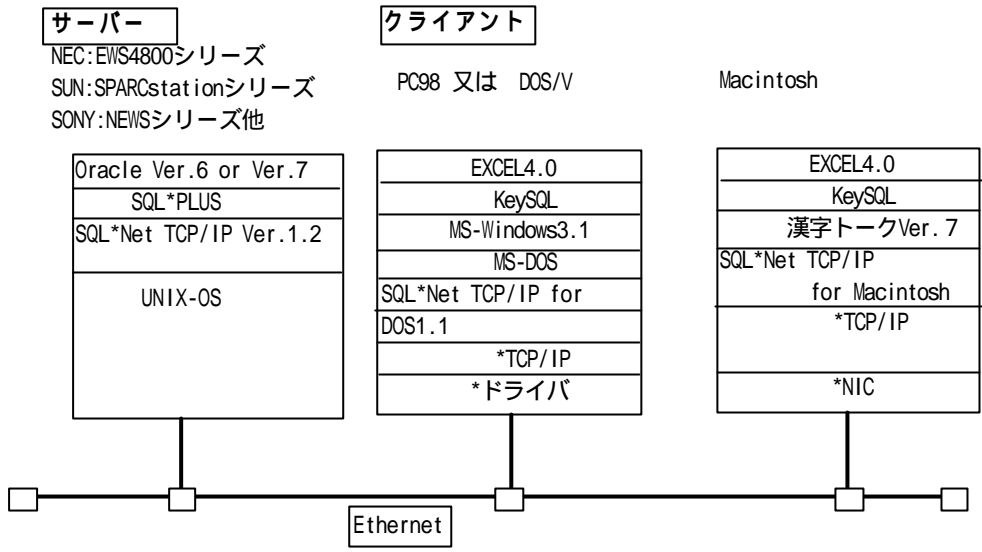 サーバー
NEC:EWS4800シリーズ
SUN:SPARCstationシリーズ
SONY:NEWSシリーズ他
Oracle Ver.6 or Ver.7
SQL*PLUS
SQL*Net TCP/IP Ver.1.2
UNIX-OS
クライアント
PC98 又は DOS/V
EXCEL4.0
KeySQL
MS-Windows3.1
MS-DOS
SQL*Net TCP/IP for
DOS1.1
*TCP/IP
*ドライバ
Macintosh
EXCEL4.0
KeySQL
漢字トークVer.7
SQL*Net TCP/IP
for Macintosh
*TCP/IP
*NIC
Ethernet